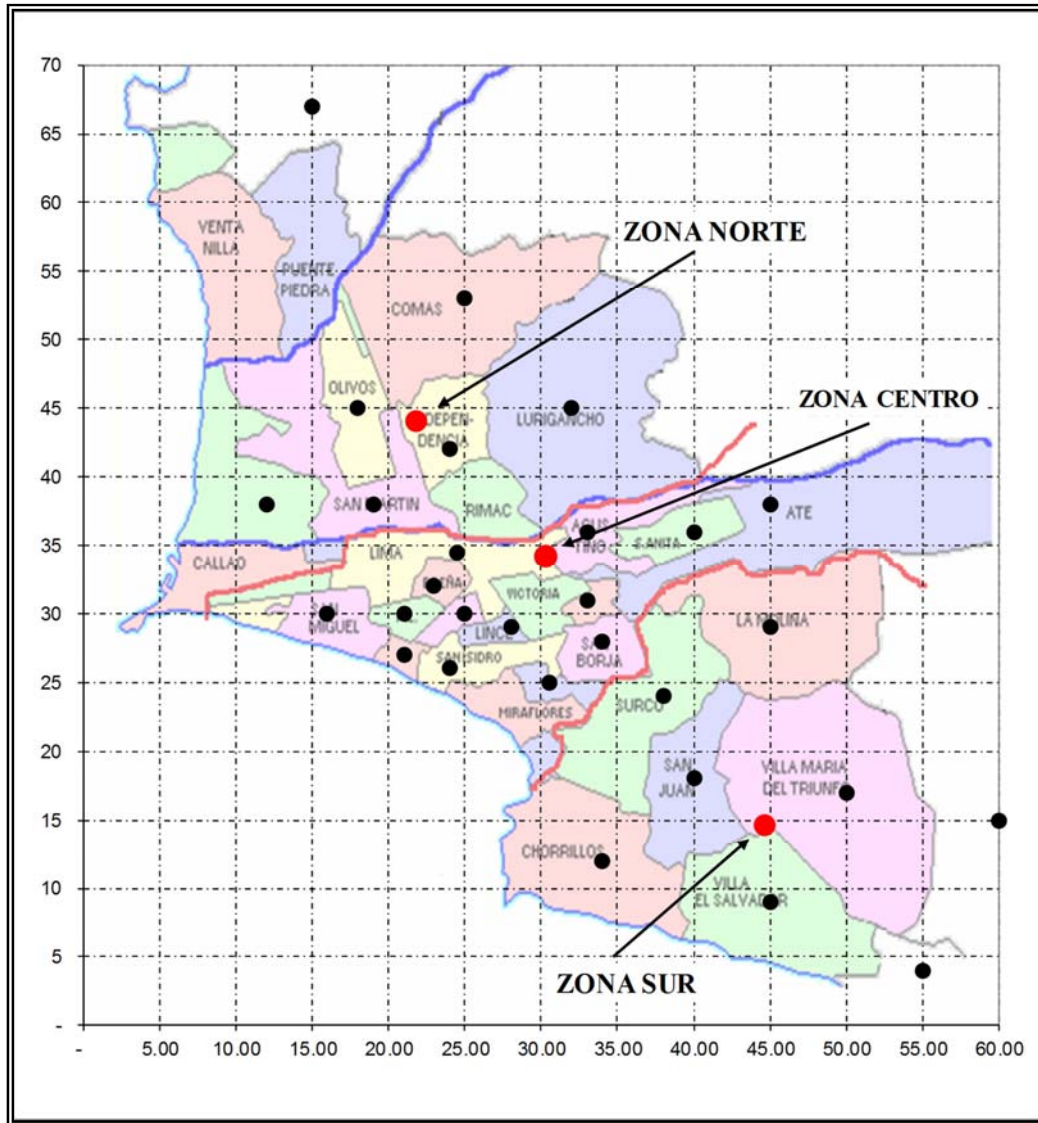 70
65
60
55
50
45
40
35
30
25
20
15
10
5
-
-
5.00
10.00
15.00
20.00
25.00
30.00
35.00
40.00
45.00
50.00
55.00
60.00
ZONA NORTE
ZONA CENTRO
ZONA SUR
VENTA
NILLA
PUENTE
PIEDRA
COMAS
OLIVOS
DEPEN-
DENCIA
LURIGANCHO
SAN MARTIN
RIMAC
AGUS
TINO
S.ANITA
ATE
CALLAO
LIMA
VICTORIA
SAN
MIGUEL
LINCE
LA MOLINA
SAN ISIDRO
SAN
BORJA
MIRAFLORES
SURCO
SAN
JUAN
VILLA MARIA
DEL TRIUNFO
CHORRILLOS
VILLA
EL SALVADOR